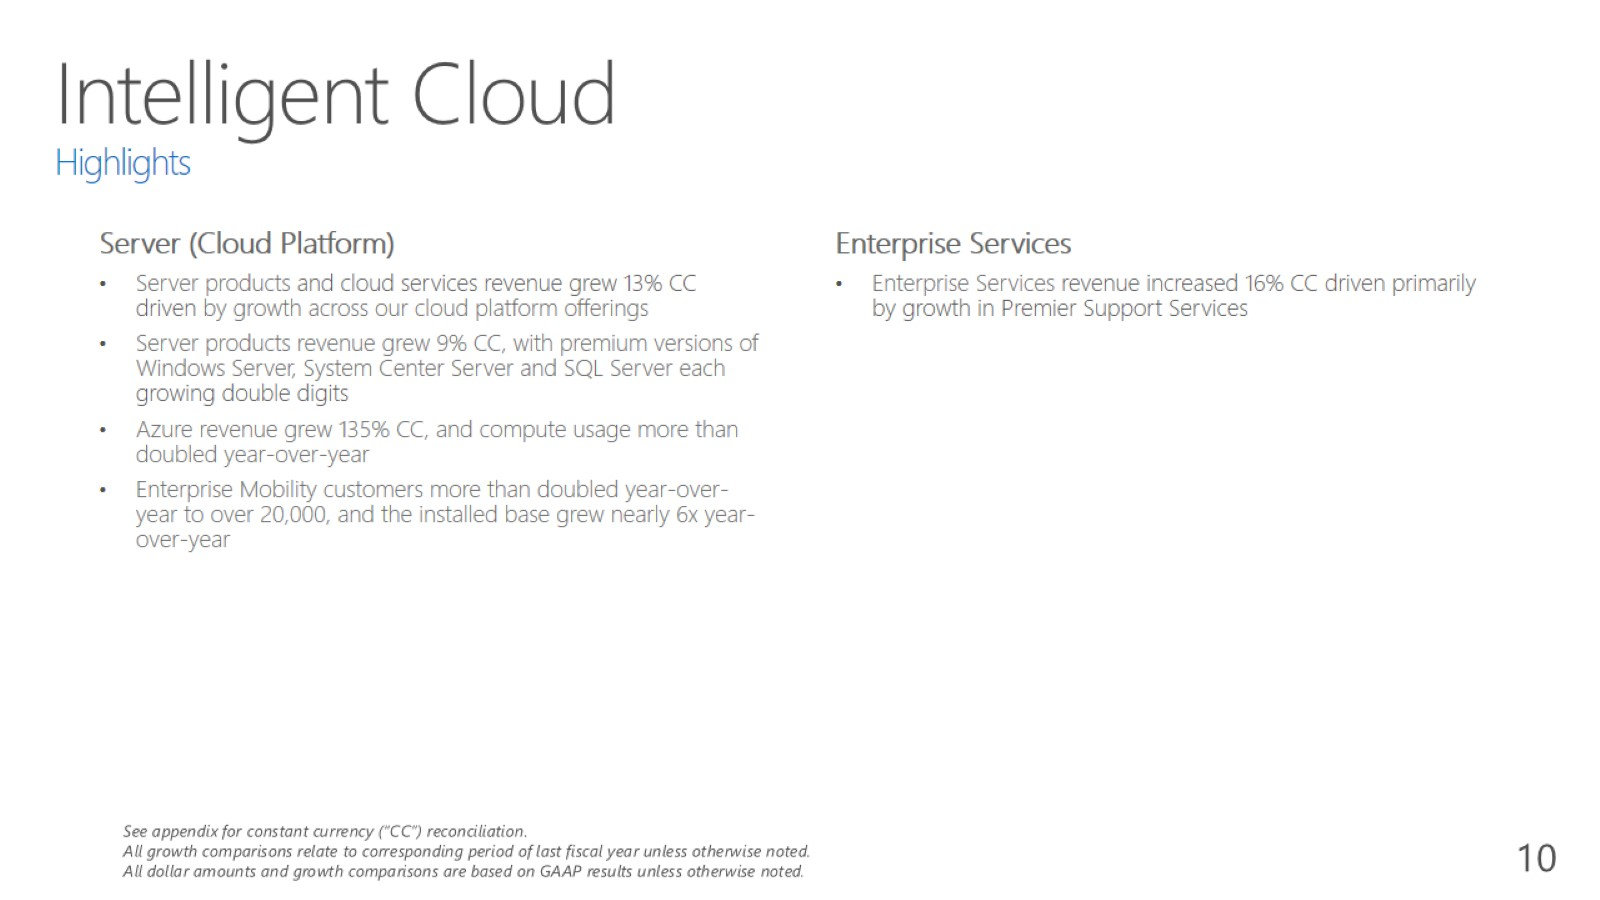 Intelligent Cloud
Highlights
Server (Cloud Platform)
• Server products and cloud services revenue grew 13% CC
driven by growth across our cloud platform offerings
• Server products revenue grew 9% CC, with premium versions of
Windows Server, System Center Server and SQL Server each
growing double digits
• Azure revenue grew 135% CC, and compute usage more than
doubled year-over-year
• Enterprise Mobility customers more than doubled year-over-
year to over 20,000, and the installed base grew nearly 6x year-
over-year
Enterprise Services
• Enterprise Services revenue increased 16% CC driven primarily
by growth in Premier Support Services
See appendix for constant currency ("CC") reconciliation.
All growth comparisons relate to corresponding period of last fiscal year unless otherwise noted.
All dollar amounts and growth comparisons are based on GAAP results unless otherwise noted.
10